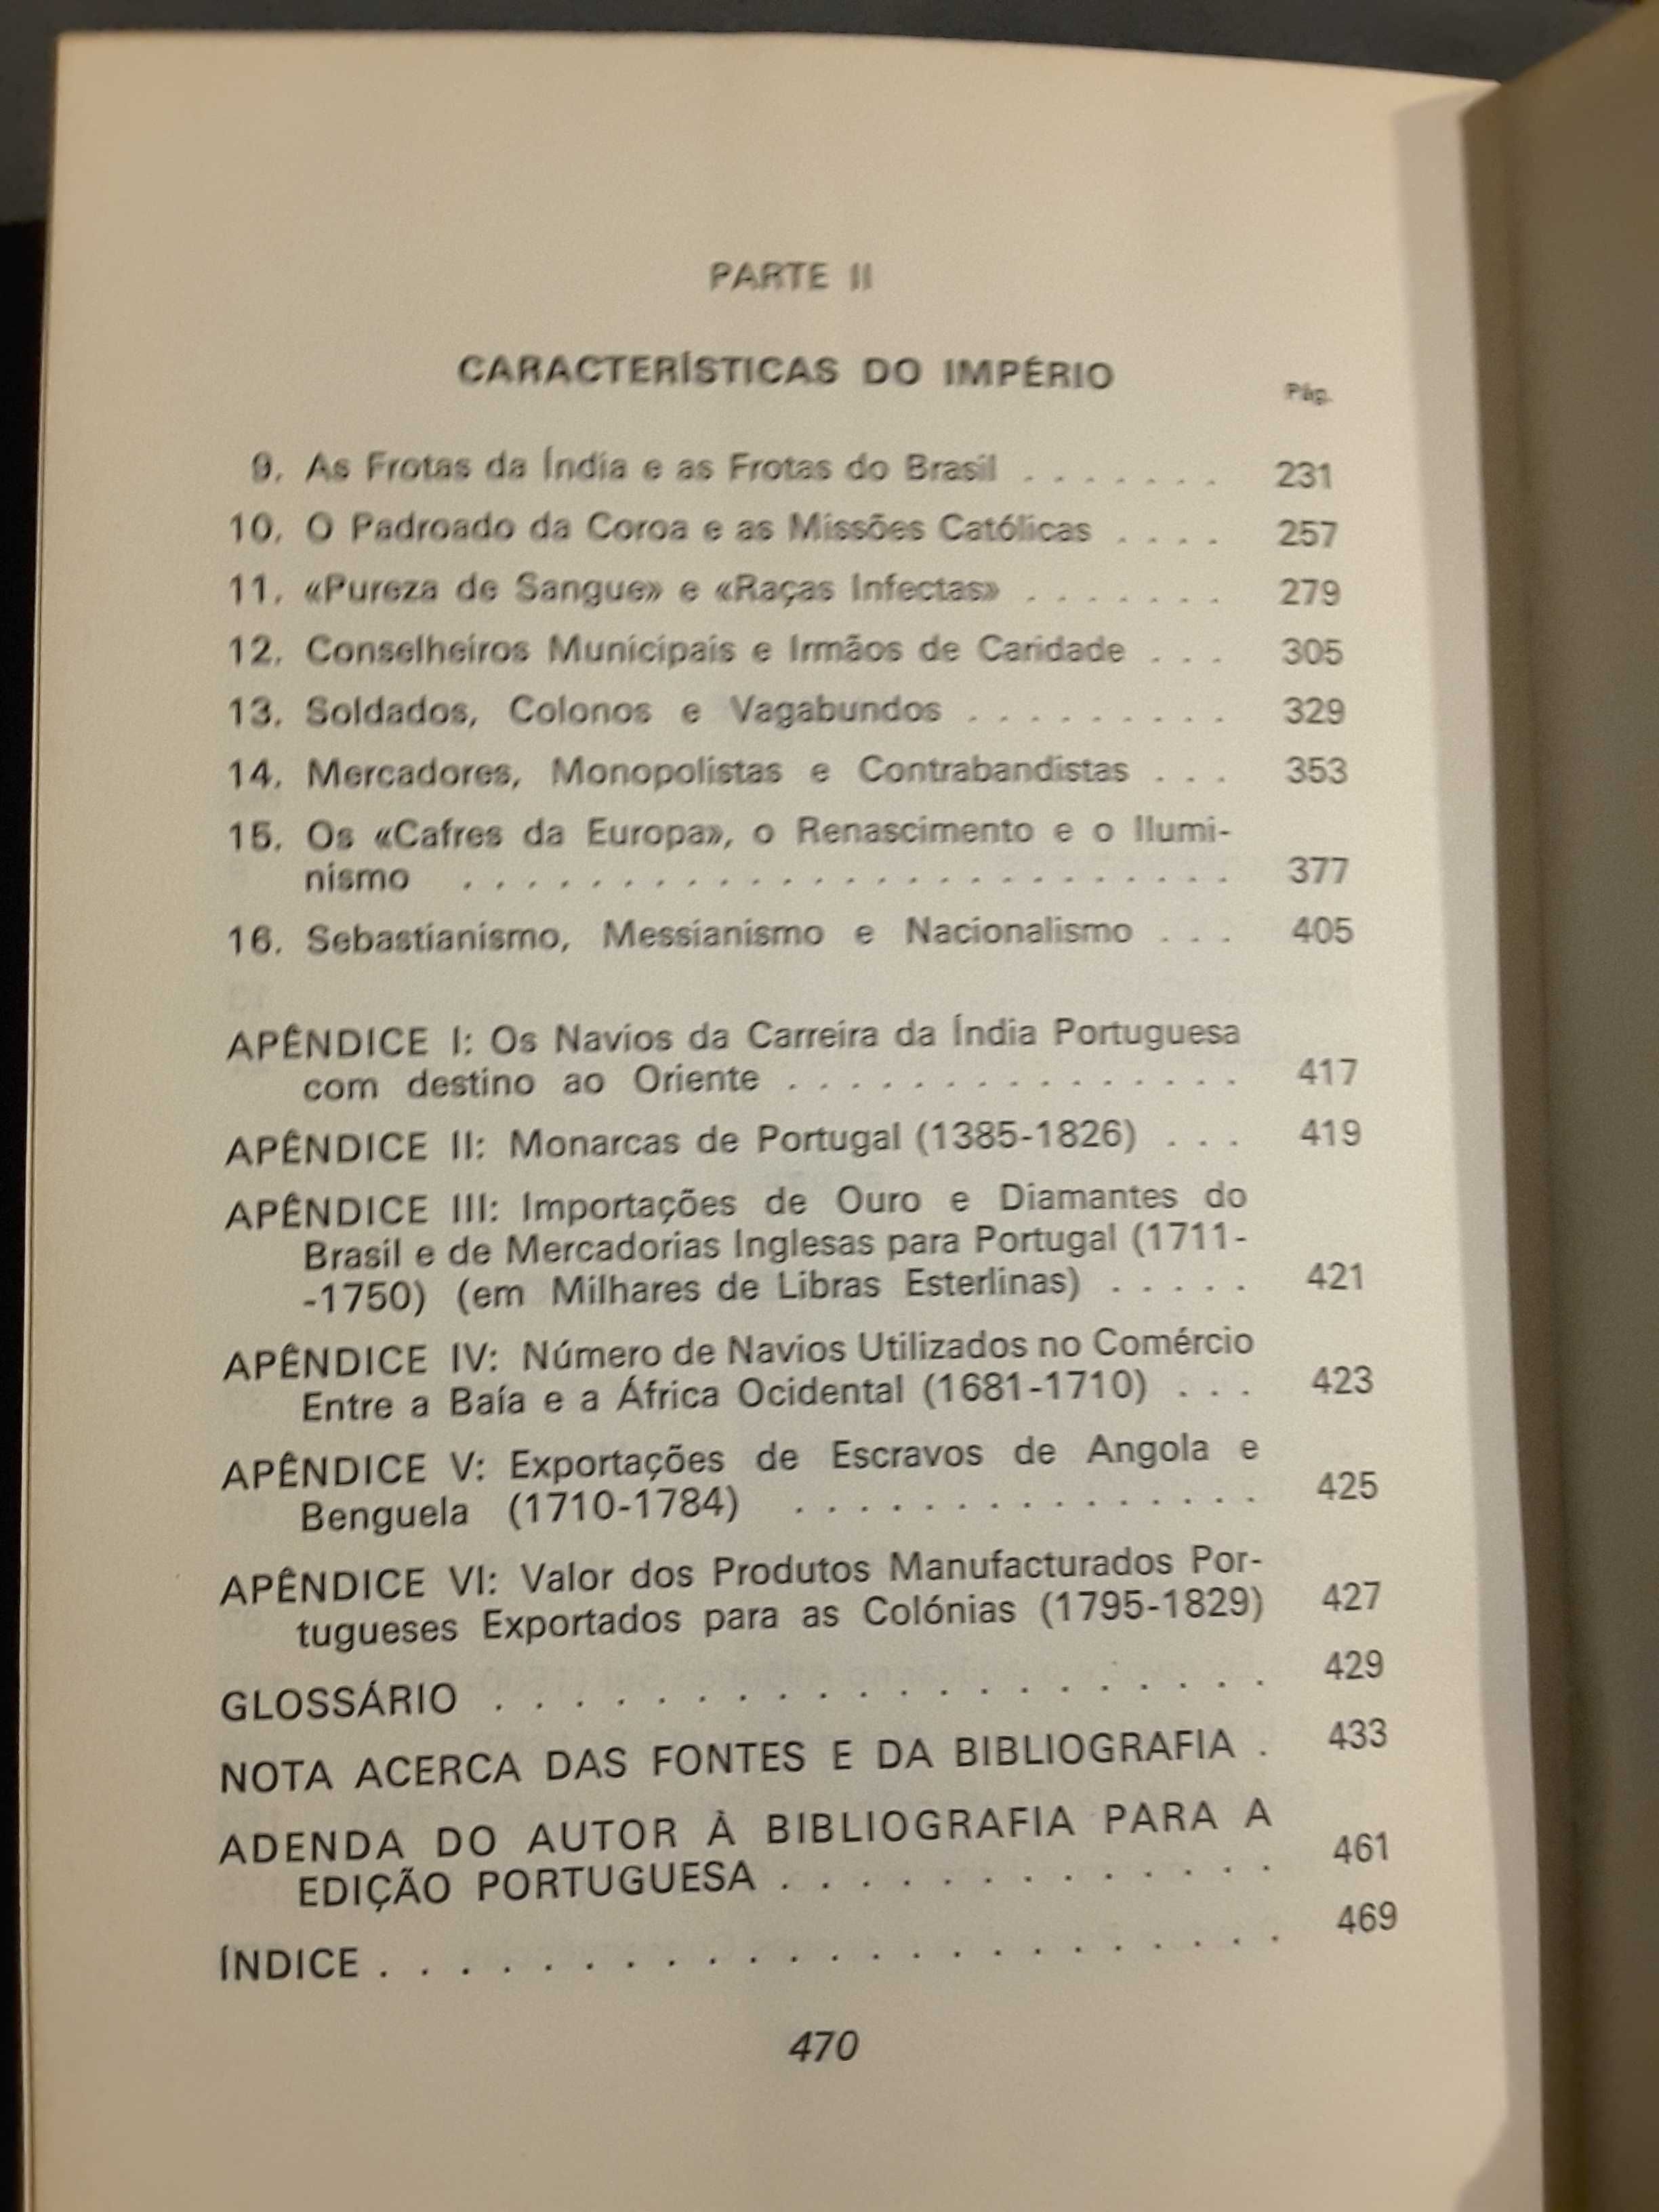 PARTE II
CARACTERÍSTICAS DO IMPÉRIO
Pág.
9. As Frotas da Índia e as Frotas do Brasil . . . . . . . 231
10. O Padroado da Coroa e as Missões Católicas . . . . 257
11. «Pureza de Sangue» e «Raças Infectas» . . . . . . . 279
12. Conselheiros Municipais e Irmãos de Caridade . . . 305
13. Soldados, Colonos e Vagabundos . . . . . . . . . 329
14. Mercadores, Monopolistas e Contrabandistas . . . 353
15. Os «Cafres da Europa», o Renascimento e o Ilumi-
nismo . . . . . . . . . . . . . . . . . . . . . . . . 377
16. Sebastianismo, Messianismo e Nacionalismo . . . 405
APÊNDICE I: Os Navios da Carreira da Índia Portuguesa
com destino ao Oriente . . . . . . . . . . . . . . 417
APÊNDICE II: Monarcas de Portugal (1385-1826) . . . 419
APÊNDICE III: Importações de Ouro e Diamantes do
Brasil e de Mercadorias Inglesas para Portugal (1711-
-1750) (em Milhares de Libras Esterlinas) . . . . . 421
APÊNDICE IV: Número de Navios Utilizados no Comércio
Entre a Baía e a África Ocidental (1681-1710) . . . 423
APÊNDICE V: Exportações de Escravos de Angola e
Benguela (1710-1784) . . . . . . . . . . . . . . 425
APÊNDICE VI: Valor dos Produtos Manufacturados Por-
tugueses Exportados para as Colónias (1795-1829) 427
GLOSSÁRIO . . . . . . . . . . . . . . . . . . . . 429
NOTA ACERCA DAS FONTES E DA BIBLIOGRAFIA . 433
ADENDA DO AUTOR À BIBLIOGRAFIA PARA A
EDIÇÃO PORTUGUESA . . . . . . . . . . . . . 461
ÍNDICE . . . . . . . . . . . . . . . . . . . . . . . 469
470